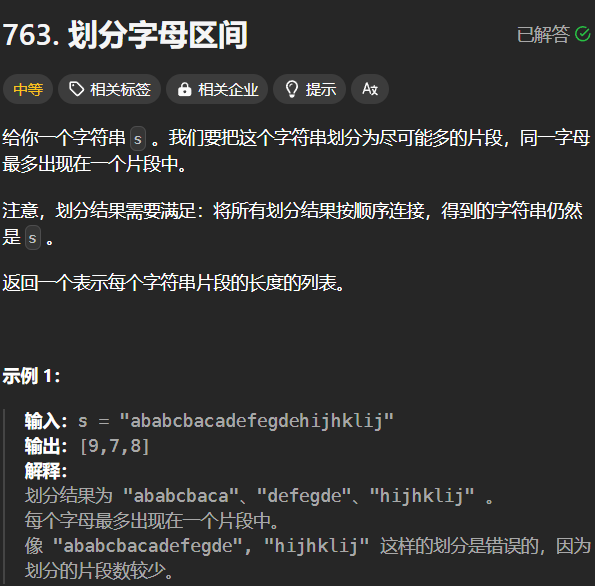 763. 划分字母区间
已解答
中等 相关标签 相关企业 提示 Aあ
给你一个字符串 s 。我们要把这个字符串划分为尽可能多的片段，同一字母
最多出现在一个片段中。
注意，划分结果需要满足：将所有划分结果按顺序连接，得到的字符串仍然
是 s 。
返回一个表示每个字符串片段的长度的列表。
示例 1：
输入：s = "ababcbacadefegdehijhklij"
输出：[9,7,8]
解释：
划分结果为 "ababcbaca"、"defegde"、"hijhklij" 。
每个字母最多出现在一个片段中。
像 "ababcbacadefegde", "hijhklij" 这样的划分是错误的，因为
划分的片段数较少。